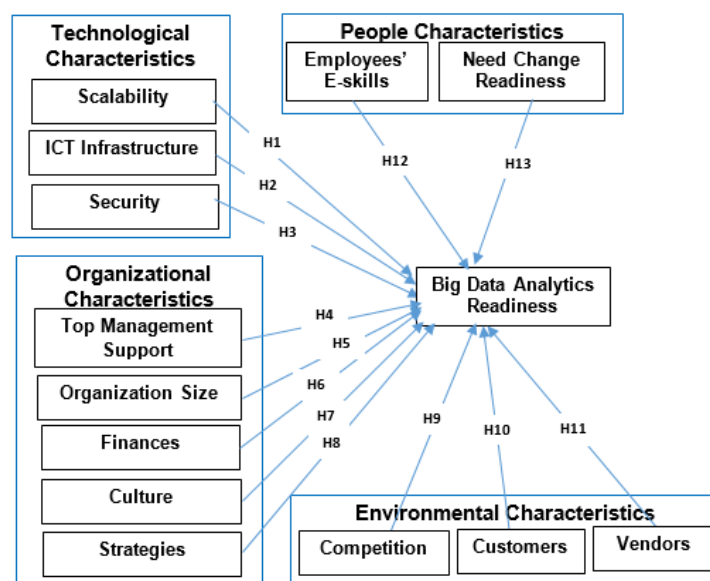 Technological
Characteristics
Scalability
ICT Infrastructure
Security
People Characteristics
Employees'
E-skills
Need Change
Readiness
H1
H2
H3
H12
H13
Organizational
Characteristics
Top Management
Support
Organization Size
Finances
Culture
Strategies
H4
H5
H6
H7
H8
Big Data Analytics
Readiness
H9
H10
H11
Environmental Characteristics
Competition
Customers
Vendors